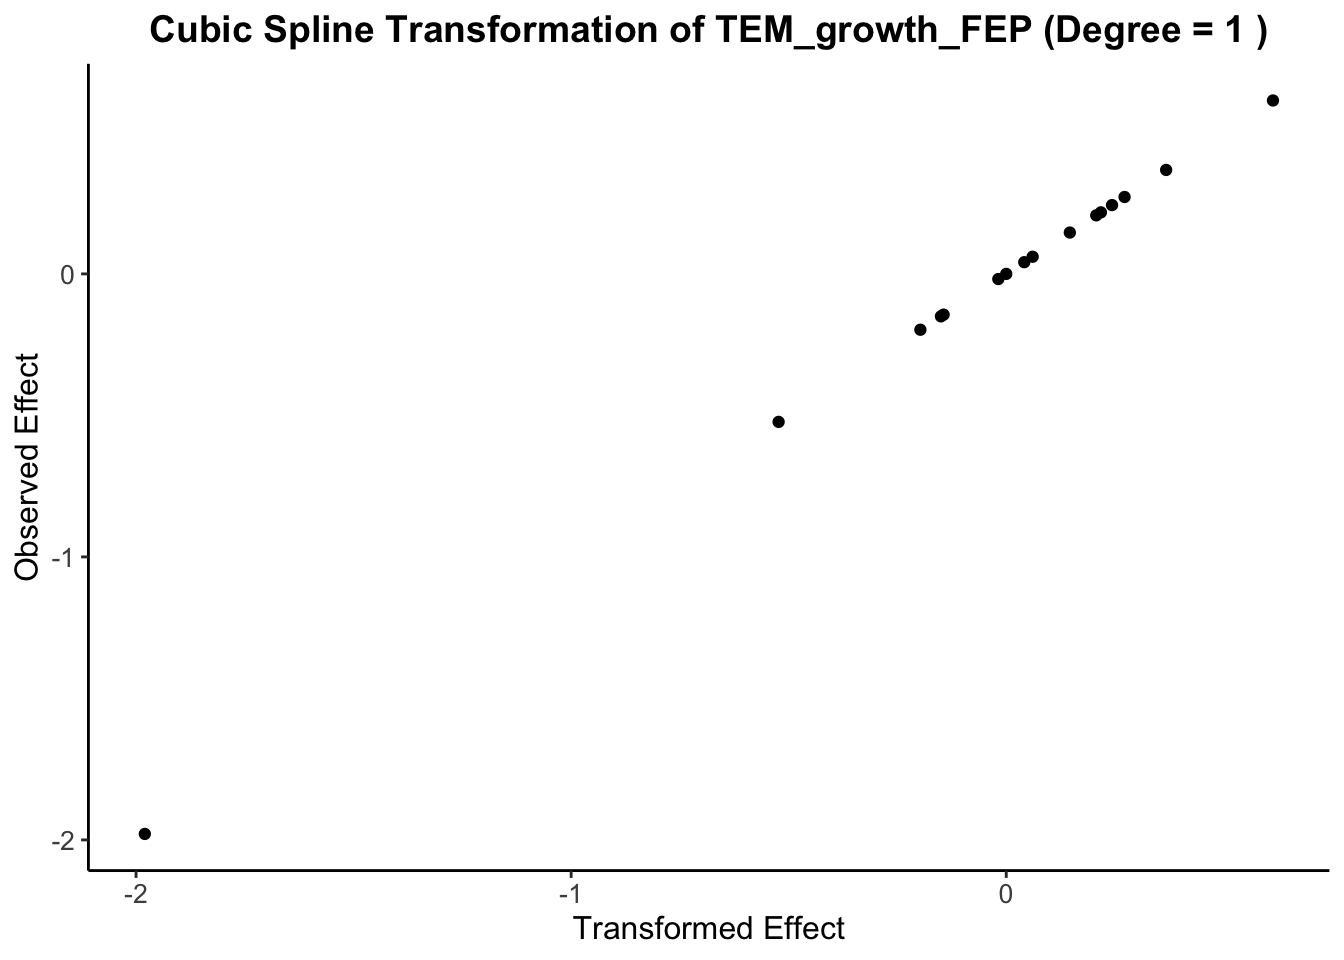 Cubic Spline Transformation of TEM_growth_FEP (Degree = 1 )
Observed Effect
0
-1
-2
-2
-1
0
Transformed Effect